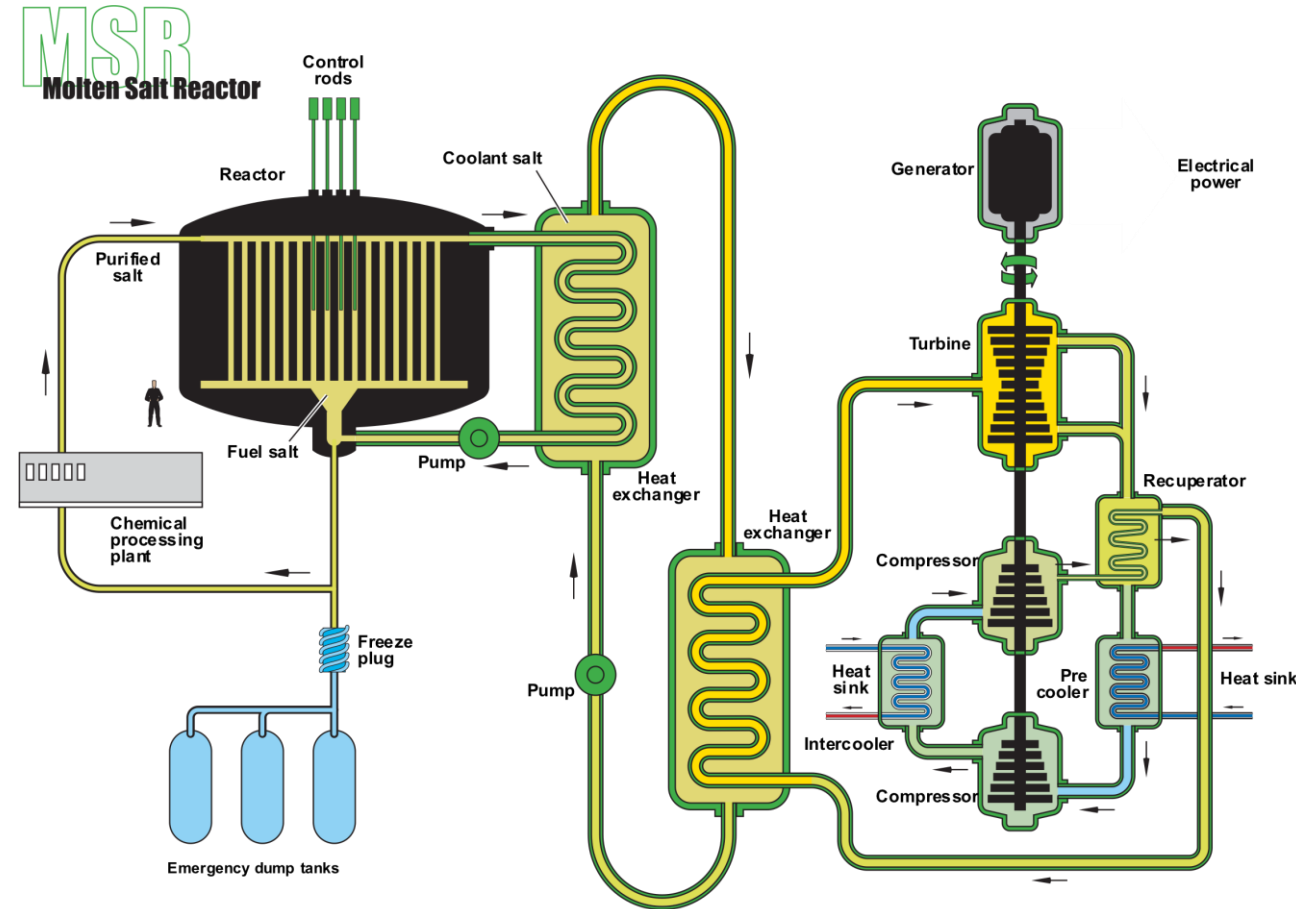 MSR
Molten Salt Reactor
Control
rods
Reactor
Coolant salt
Generator
Electrical
power
Purified
salt
Turbine
Fuel salt
Pump
Heat
exchanger
Recuperator
Chemical
processing
plant
Heat
exchanger
Compressor
Freeze
plug
Pump
Heat
sink
Pre
cooler
Heat sink
Intercooler
Compressor
Emergency dump tanks